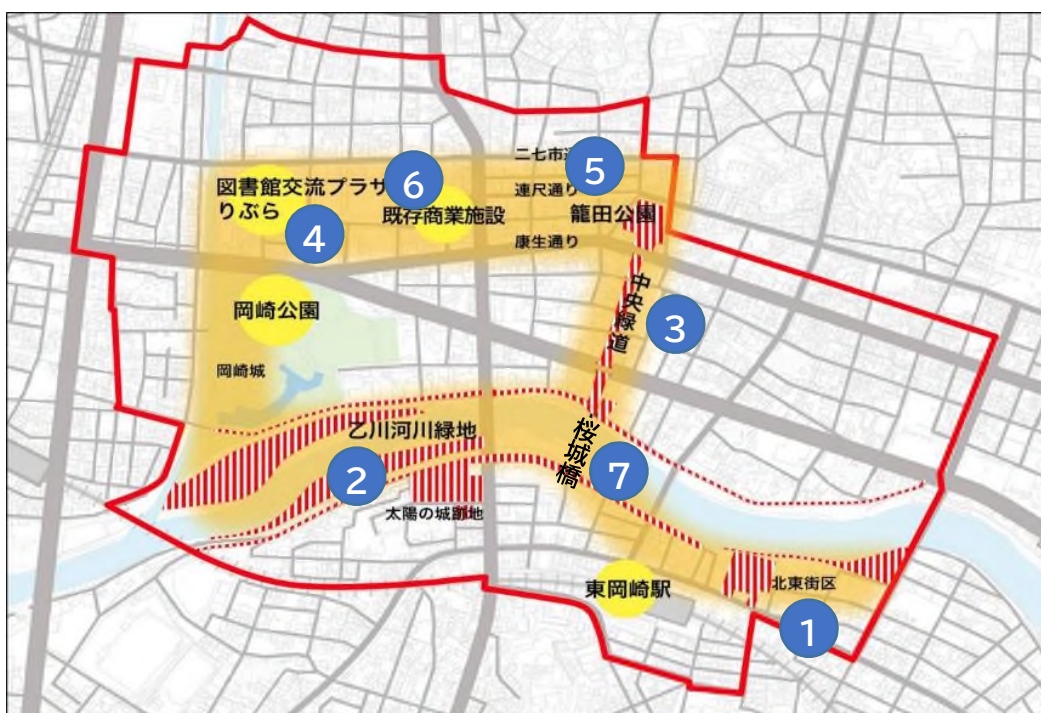 二七市通
5
図書館交流プラザ
りぶら
6
連尺通り
既存商業施設
籠田公園
4
康生通り
岡崎公園
中央緑道
3
岡崎城
乙川河川緑地
桜城橋
7
2
太陽の城跡地
東岡崎駅
北東街区
1